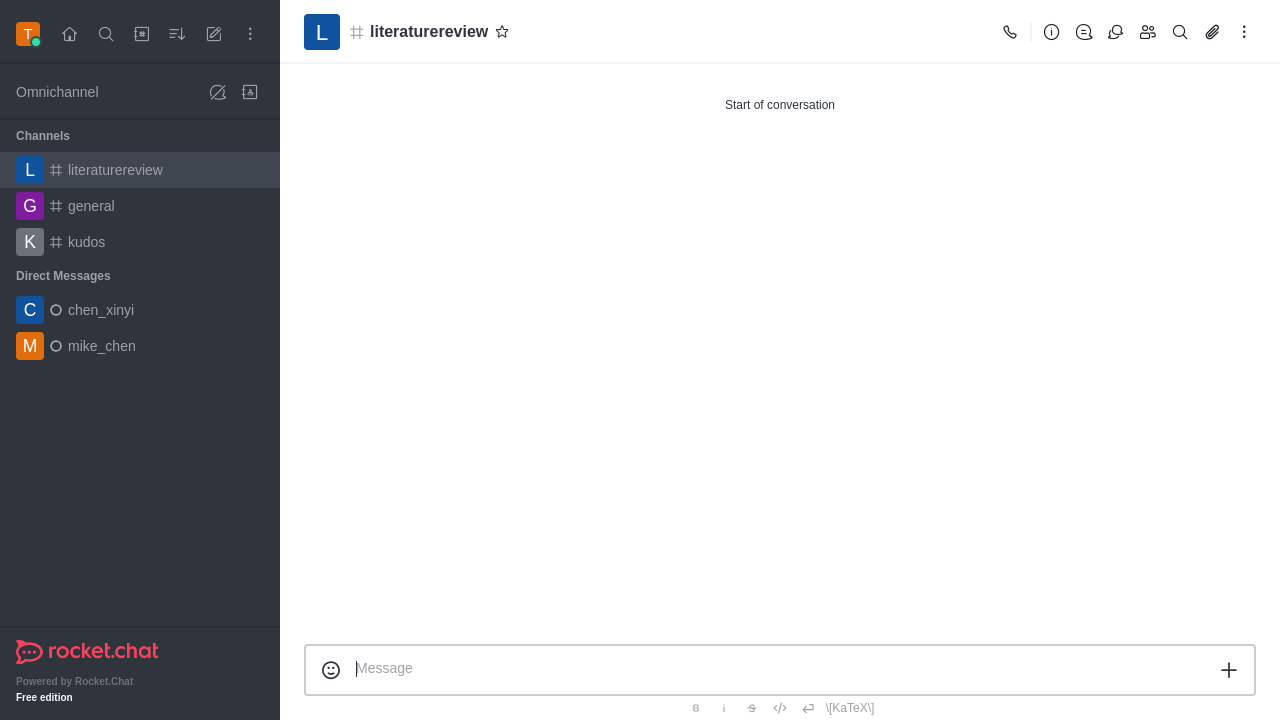 T
Omnichannel
Channels
L literaturereview
G general
K kudos
Direct Messages
C chen_xinyi
M mike_chen
rocket.chat
Powered by Rocket.Chat
Free edition
L literaturereview
Start of conversation
Message
B i S \[KaTeX\]